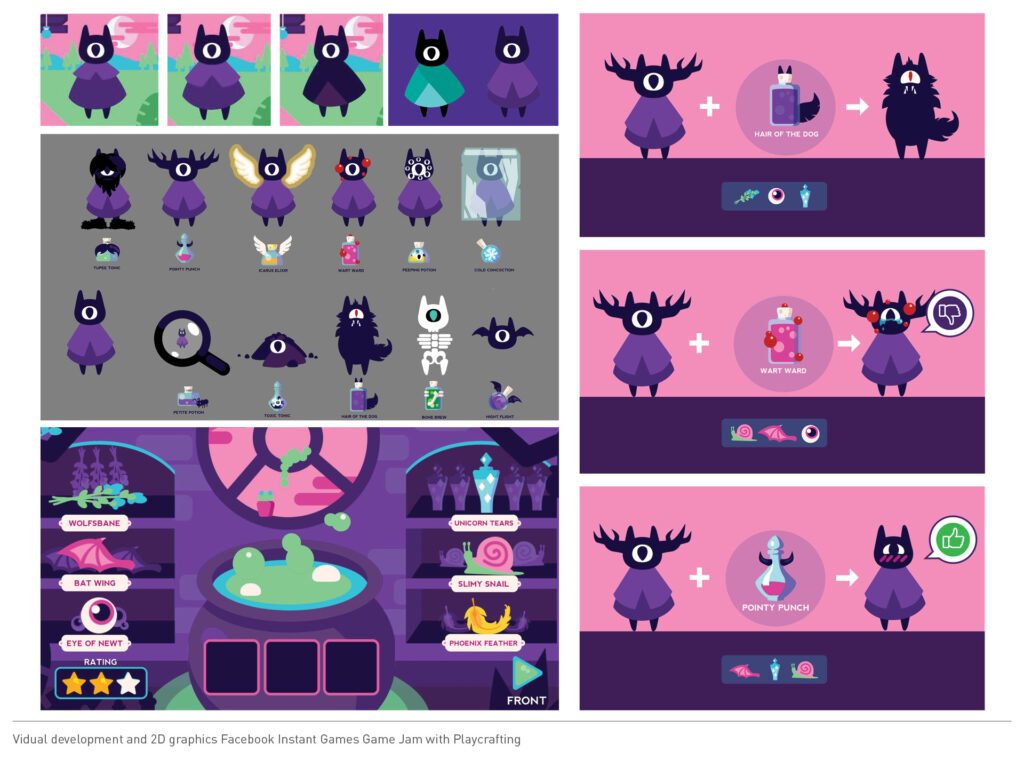 TUPEE TONIC
POINTY PUNCH
ICARUS ELIXIR
WART WARD
PEEPING POTION
COLD CONCOCTION
PETITE POTION
TOXIC TONIC
HAIR OF THE DOG
BONE BREW
NIGHT FLIGHT
WOLFSBANE
BAT WING
EYE OF NEWT
RATING
UNICORN TEARS
SLIMY SNAIL
PHOENIX FEATHER
FRONT
HAIR OF THE DOG
WART WARD
POINTY PUNCH
Vidual development and 2D graphics Facebook Instant Games Game Jam with Playcrafting